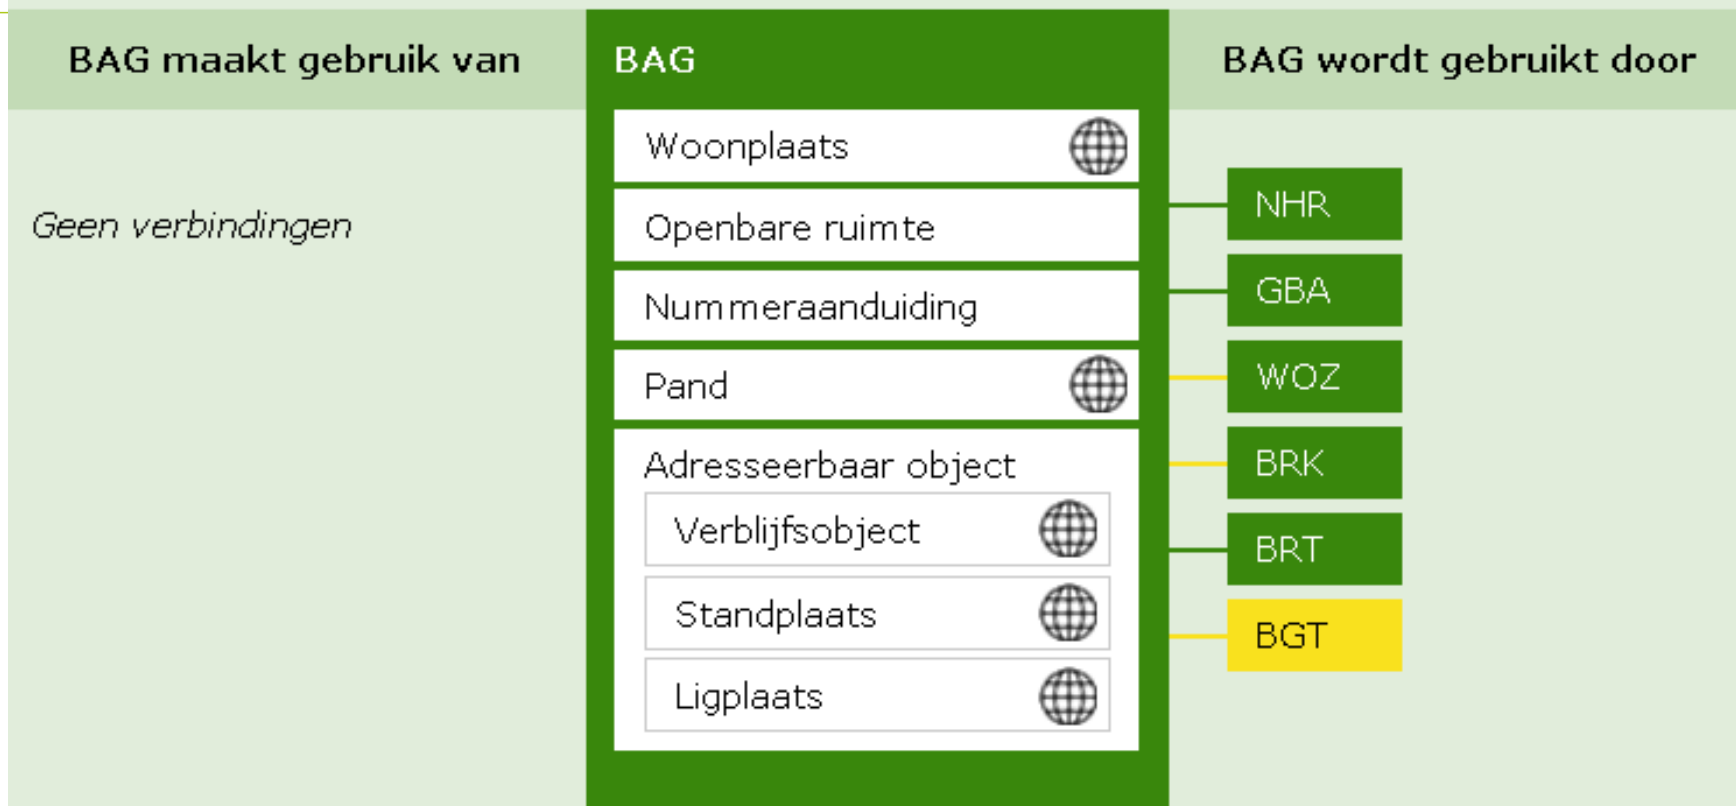 BAG maakt gebruik van
Geen verbindingen
BAG
Woonplaats
Openbare ruimte
Nummeraanduiding
Pand
Adresseerbaar object
Verblijfsobject
Standplaats
Ligplaats
BAG wordt gebruikt door
NHR
GBA
WOZ
BRK
BRT
BGT